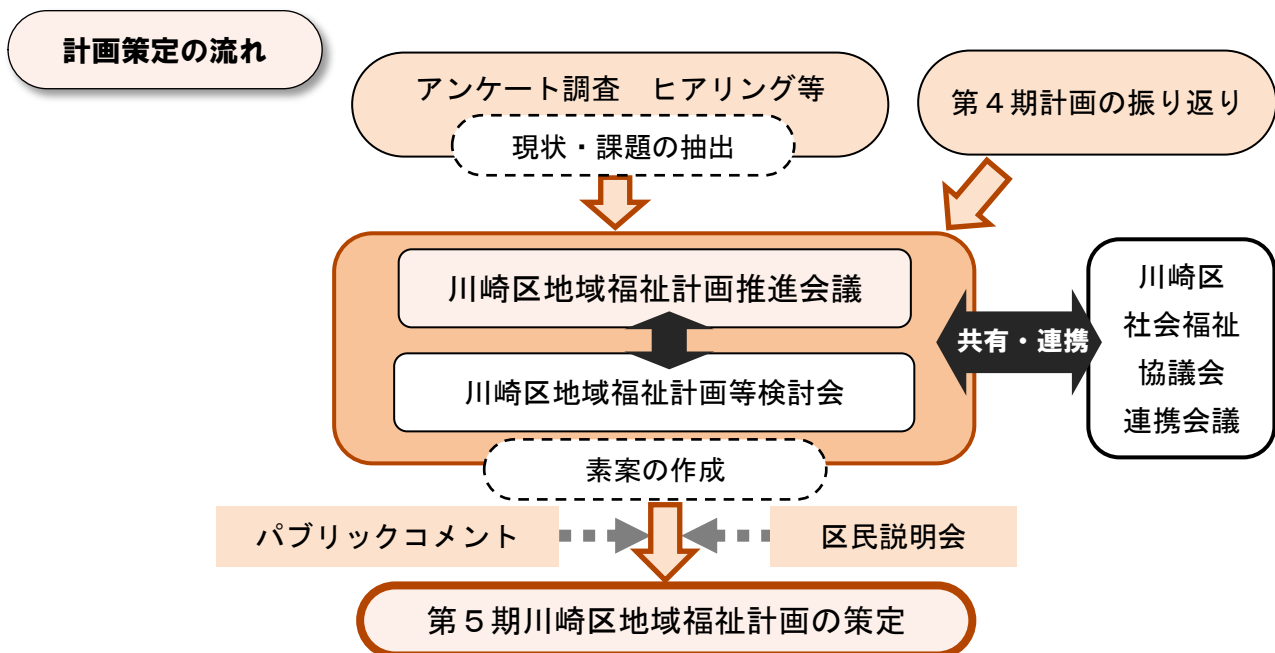 計画策定の流れ
アンケート調査　ヒアリング等
現状・課題の抽出
第４期計画の振り返り
川崎区地域福祉計画推進会議
川崎区地域福祉計画等検討会
共有・連携
川崎区
社会福祉
協議会
連携会議
素案の作成
パブリックコメント
区民説明会
第５期川崎区地域福祉計画の策定